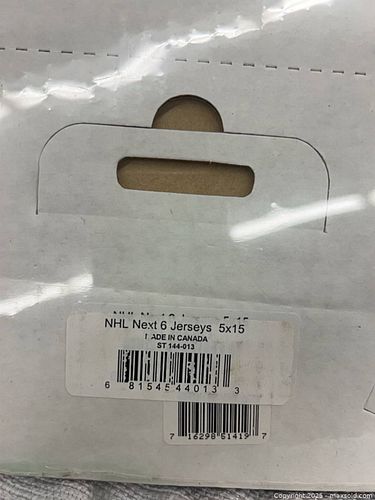 NHL Next 6 Jerseys 5x15
MADE IN CANADA
ST 144-013
6 81545 44013 3
7 16298 61419 7
Copyright 2025 - maxsold.com